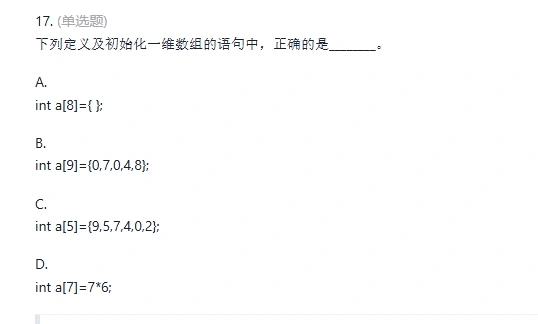 17. (单选题)
下列定义及初始化一维数组的语句中，正确的是_______。
A.
int a[8]={ };
B.
int a[9]={0,7,0,4,8};
C.
int a[5]={9,5,7,4,0,2};
D.
int a[7]=7*6;